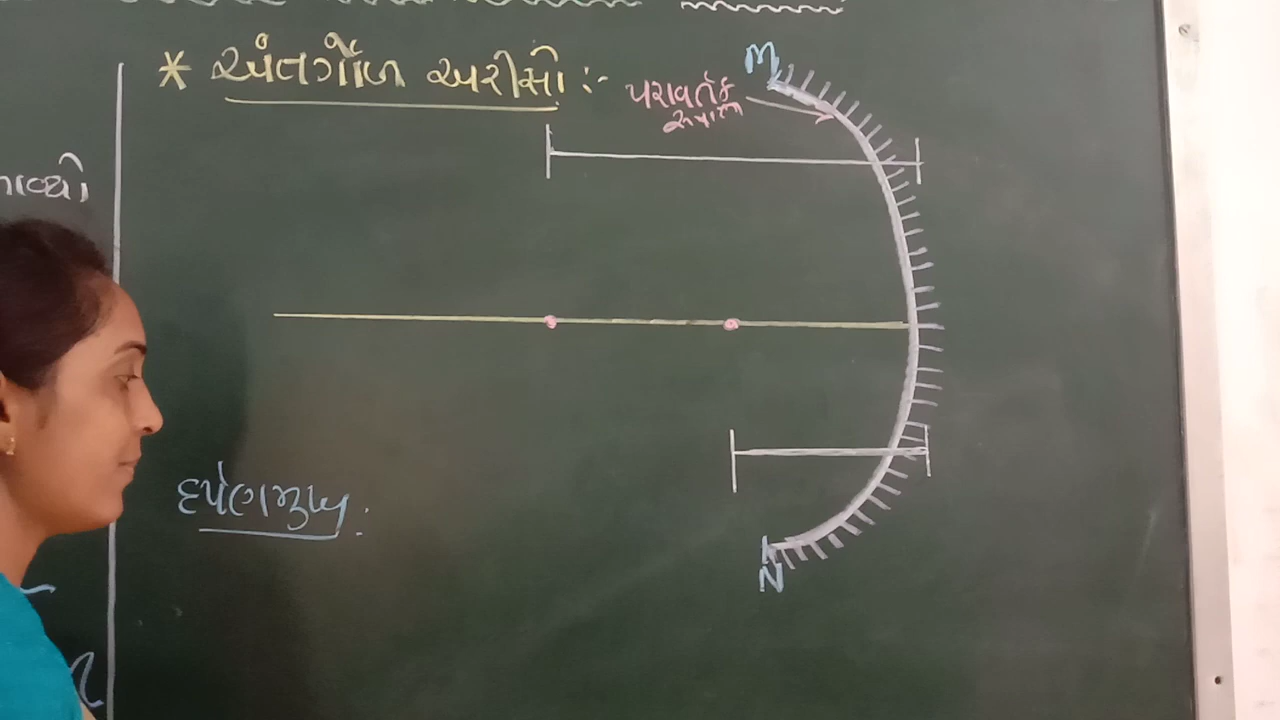 * અંતર્ગોળ અરીસો :-
M
પરાવર્તક
સપાટી
દર્પણમુખ :
N